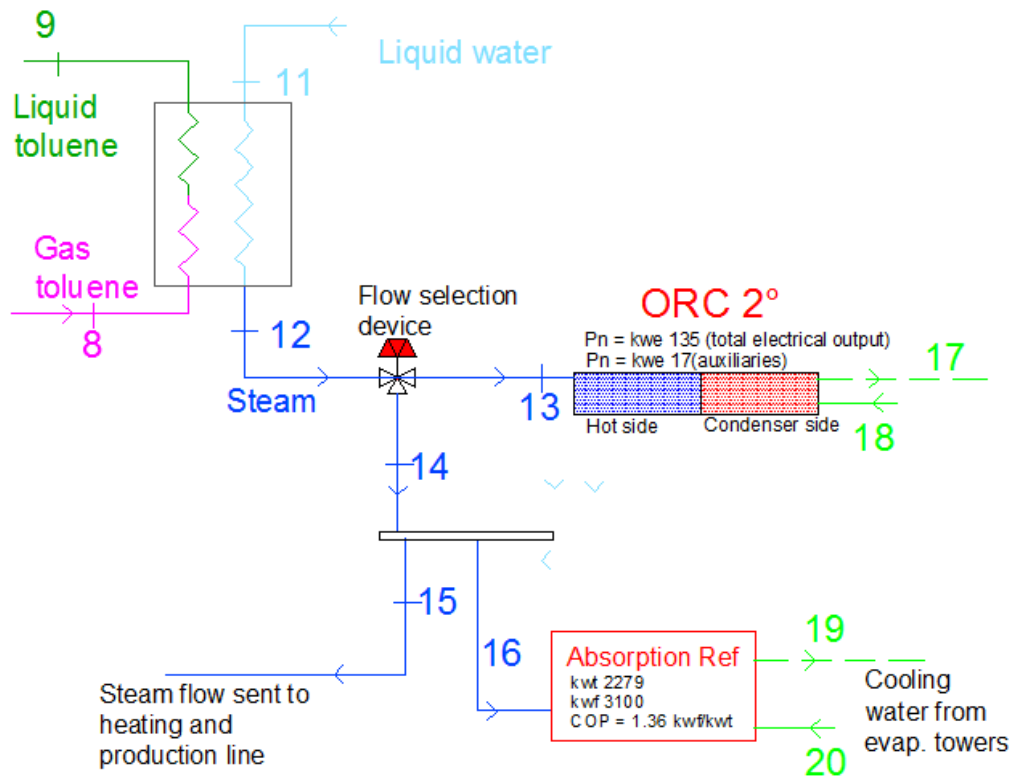 9
Liquid water
11
Liquid
toluene
Gas
toluene
8
12
Steam
Flow selection
device
ORC 2°
Pn = kwe 135 (total electrical output)
Pn = kwe 17(auxiliaries)
17
13
Hot side
Condenser side
18
14
15
16
Steam flow sent to
heating and
production line
Absorption Ref
kwt 2279
kwf 3100
COP = 1.36 kwf/kwt
19
Cooling
water from
evap. towers
20